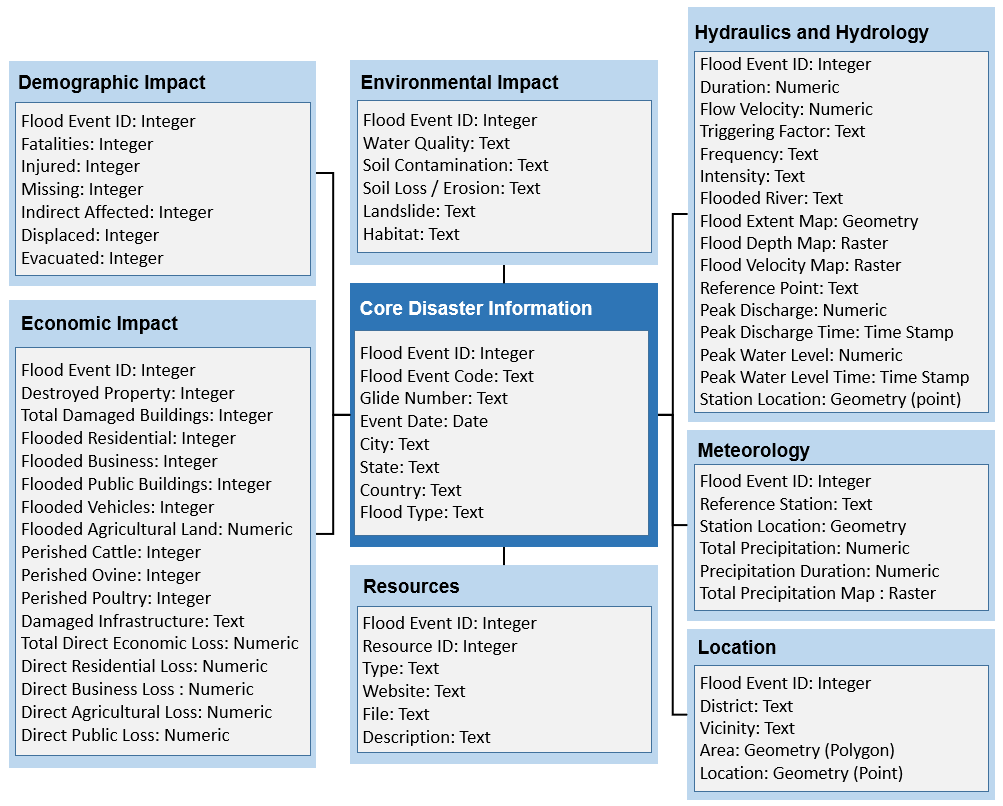 Demographic Impact
Flood Event ID: Integer
Fatalities: Integer
Injured: Integer
Missing: Integer
Indirect Affected: Integer
Displaced: Integer
Evacuated: Integer
Economic Impact
Flood Event ID: Integer
Destroyed Property: Integer
Total Damaged Buildings: Integer
Flooded Residential: Integer
Flooded Business: Integer
Flooded Public Buildings: Integer
Flooded Vehicles: Integer
Flooded Agricultural Land: Numeric
Perished Cattle: Integer
Perished Ovine: Integer
Perished Poultry: Integer
Damaged Infrastructure: Text
Total Direct Economic Loss: Numeric
Direct Residential Loss: Numeric
Direct Business Loss : Numeric
Direct Agricultural Loss: Numeric
Direct Public Loss: Numeric
Environmental Impact
Flood Event ID: Integer
Water Quality: Text
Soil Contamination: Text
Soil Loss / Erosion: Text
Landslide: Text
Habitat: Text
Core Disaster Information
Flood Event ID: Integer
Flood Event Code: Text
Glide Number: Text
Event Date: Date
City: Text
State: Text
Country: Text
Flood Type: Text
Resources
Flood Event ID: Integer
Resource ID: Integer
Type: Text
Website: Text
File: Text
Description: Text
Hydraulics and Hydrology
Flood Event ID: Integer
Duration: Numeric
Flow Velocity: Numeric
Triggering Factor: Text
Frequency: Text
Intensity: Text
Flooded River: Text
Flood Extent Map: Geometry
Flood Depth Map: Raster
Flood Velocity Map: Raster
Reference Point: Text
Peak Discharge: Numeric
Peak Discharge Time: Time Stamp
Peak Water Level: Numeric
Peak Water Level Time: Time Stamp
Station Location: Geometry (point)
Meteorology
Flood Event ID: Integer
Reference Station: Text
Station Location: Geometry
Total Precipitation: Numeric
Precipitation Duration: Numeric
Total Precipitation Map : Raster
Location
Flood Event ID: Integer
District: Text
Vicinity: Text
Area: Geometry (Polygon)
Location: Geometry (Point)